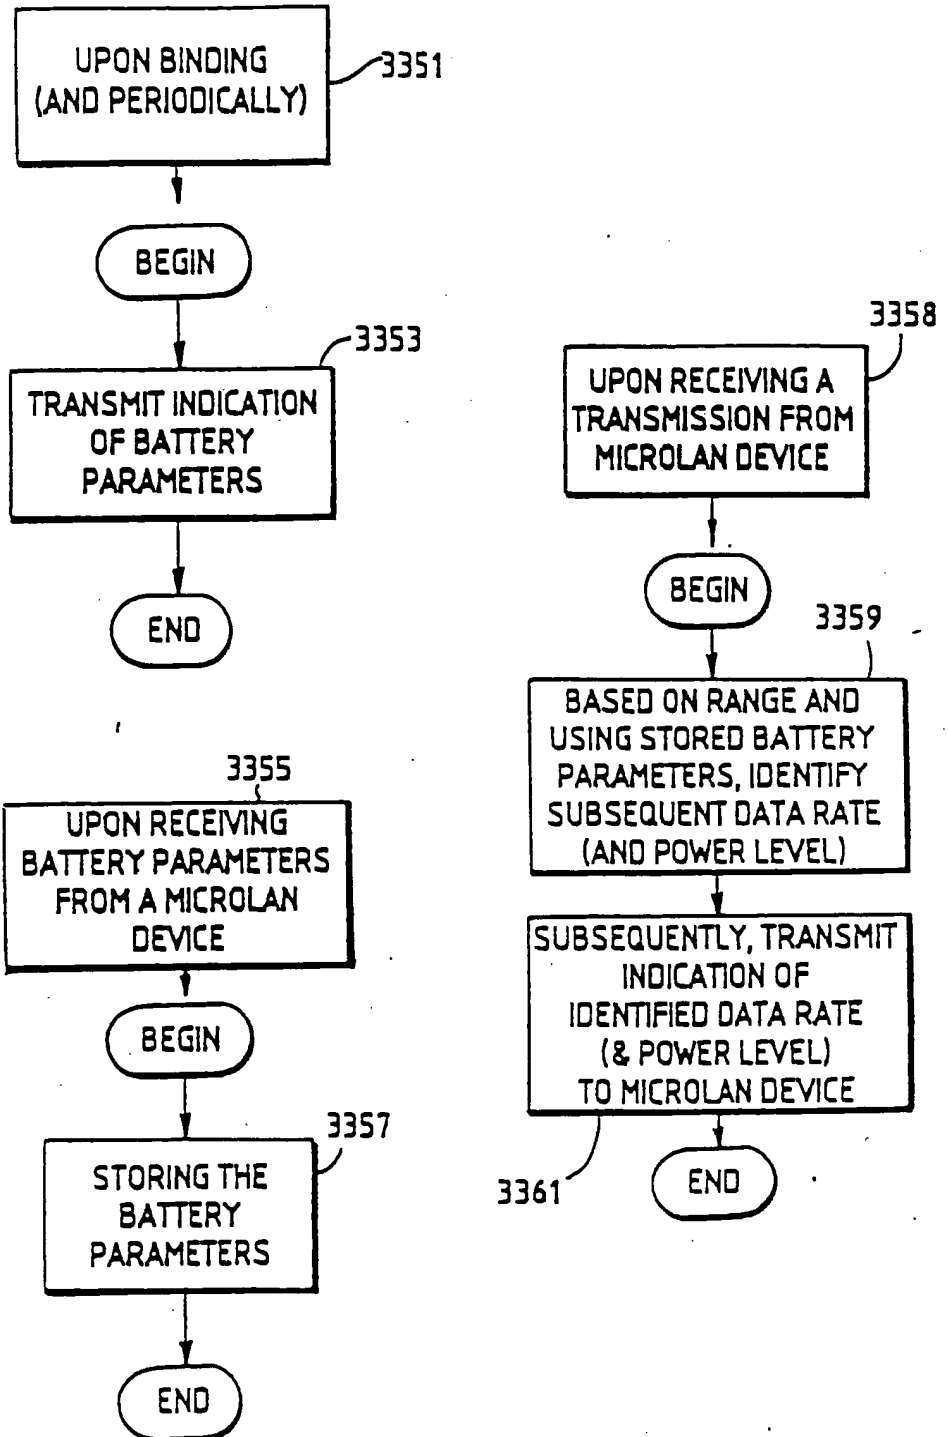 UPON BINDING
(AND PERIODICALLY)
3351
BEGIN
3353
TRANSMIT INDICATION
OF BATTERY
PARAMETERS
END
3355
UPON RECEIVING
BATTERY PARAMETERS
FROM A MICROLAN
DEVICE
BEGIN
3357
STORING THE
BATTERY
PARAMETERS
END
3358
UPON RECEIVING A
TRANSMISSION FROM
MICROLAN DEVICE
BEGIN
3359
BASED ON RANGE AND
USING STORED BATTERY
PARAMETERS, IDENTIFY
SUBSEQUENT DATA RATE
(AND POWER LEVEL)
SUBSEQUENTLY, TRANSMIT
INDICATION OF
IDENTIFIED DATA RATE
(& POWER LEVEL)
TO MICROLAN DEVICE
3361
END